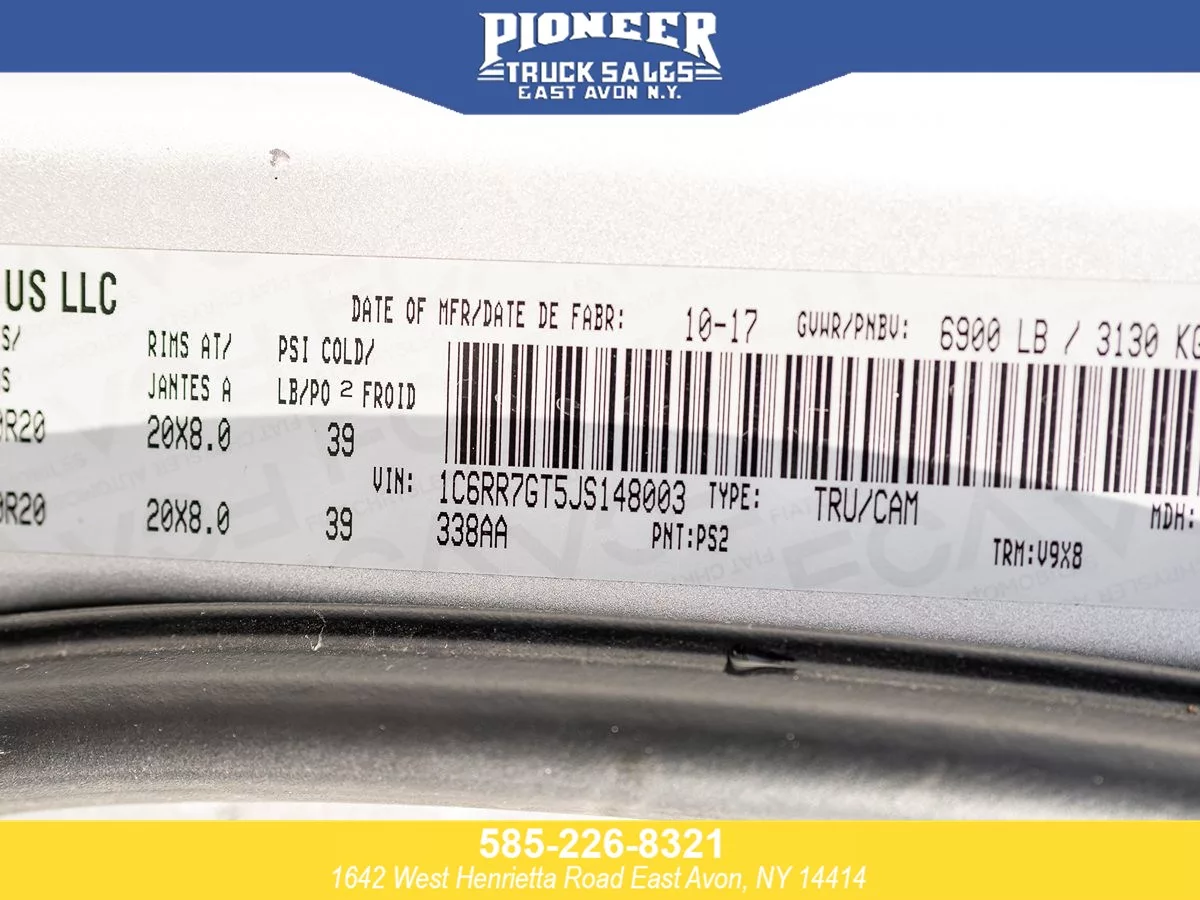 PIONEER
TRUCK SALES
EAST AVON N.Y.
US LLC
DATE OF MFR/DATE DE FABR: 10-17 GVWR/PNBV: 6900 LB / 3130 KG
S/ RIMS AT/ PSI COLD/
S JANTES A LB/PO 2 FROID
0R20 20X8.0 39
VIN: 1C6RR7GT5JS148003 TYPE: TRU/CAM MDH:
0R20 20X8.0 39 338AA PNT:PS2 TRM:V9X8
585-226-8321
1642 West Henrietta Road East Avon, NY 14414